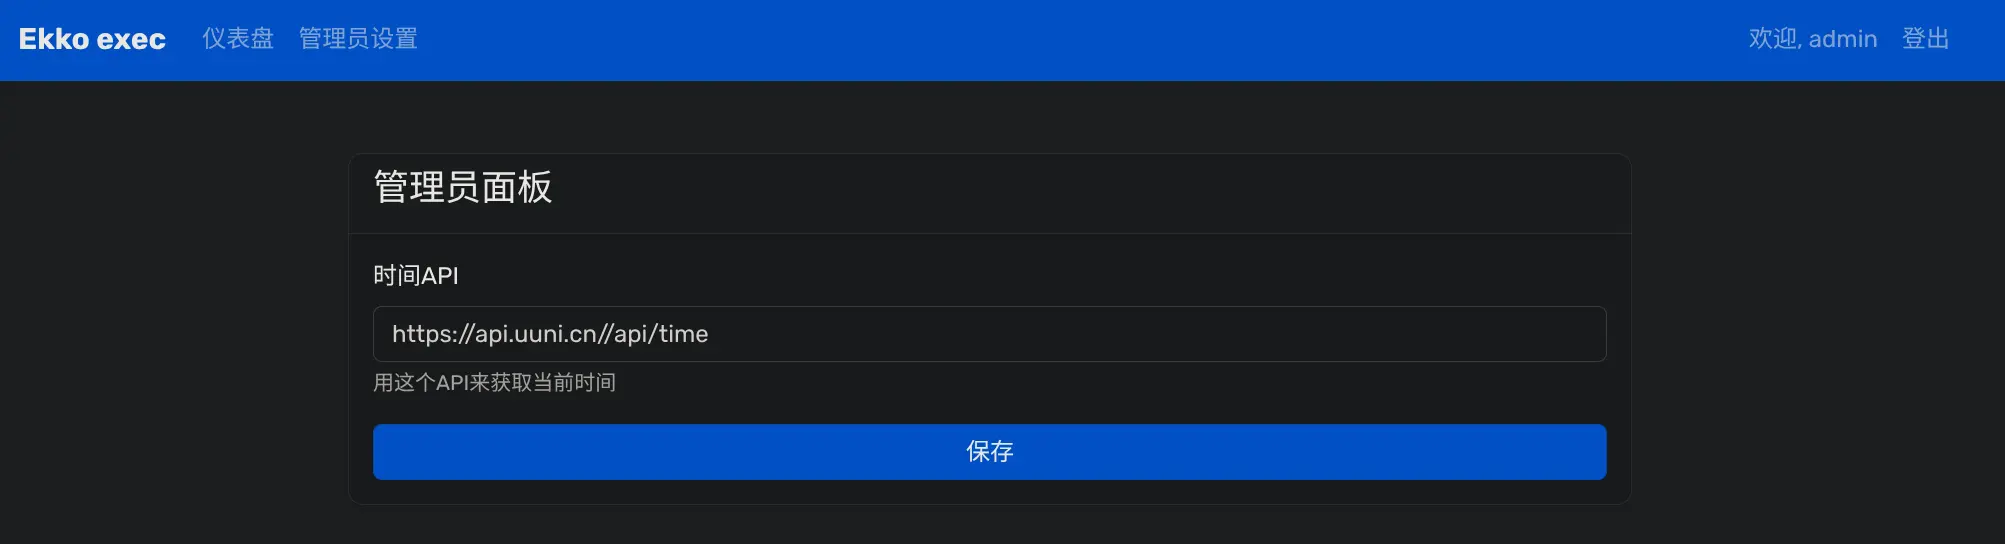 Ekko exec 仪表盘 管理员设置 欢迎, admin 登出
管理员面板
时间API
https://api.uuni.cn//api/time
用这个API来获取当前时间
保存